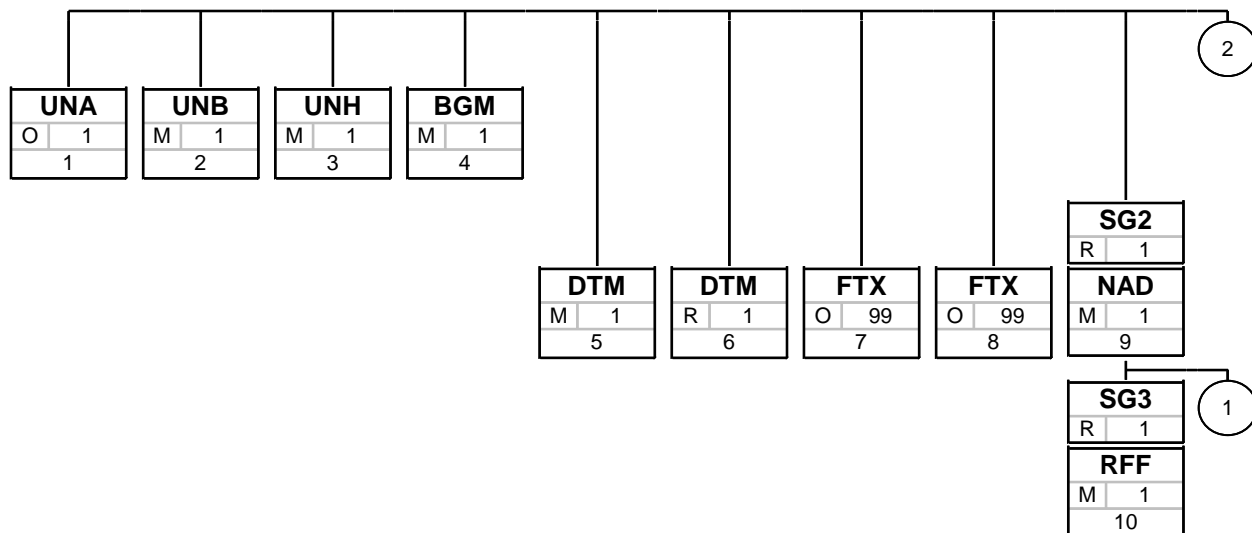 2
UNA
O 1
1
UNB
M 1
2
UNH
M 1
3
BGM
M 1
4
DTM
M 1
5
DTM
R 1
6
FTX
O 99
7
FTX
O 99
8
SG2
R 1
NAD
M 1
9
1
SG3
R 1
RFF
M 1
10